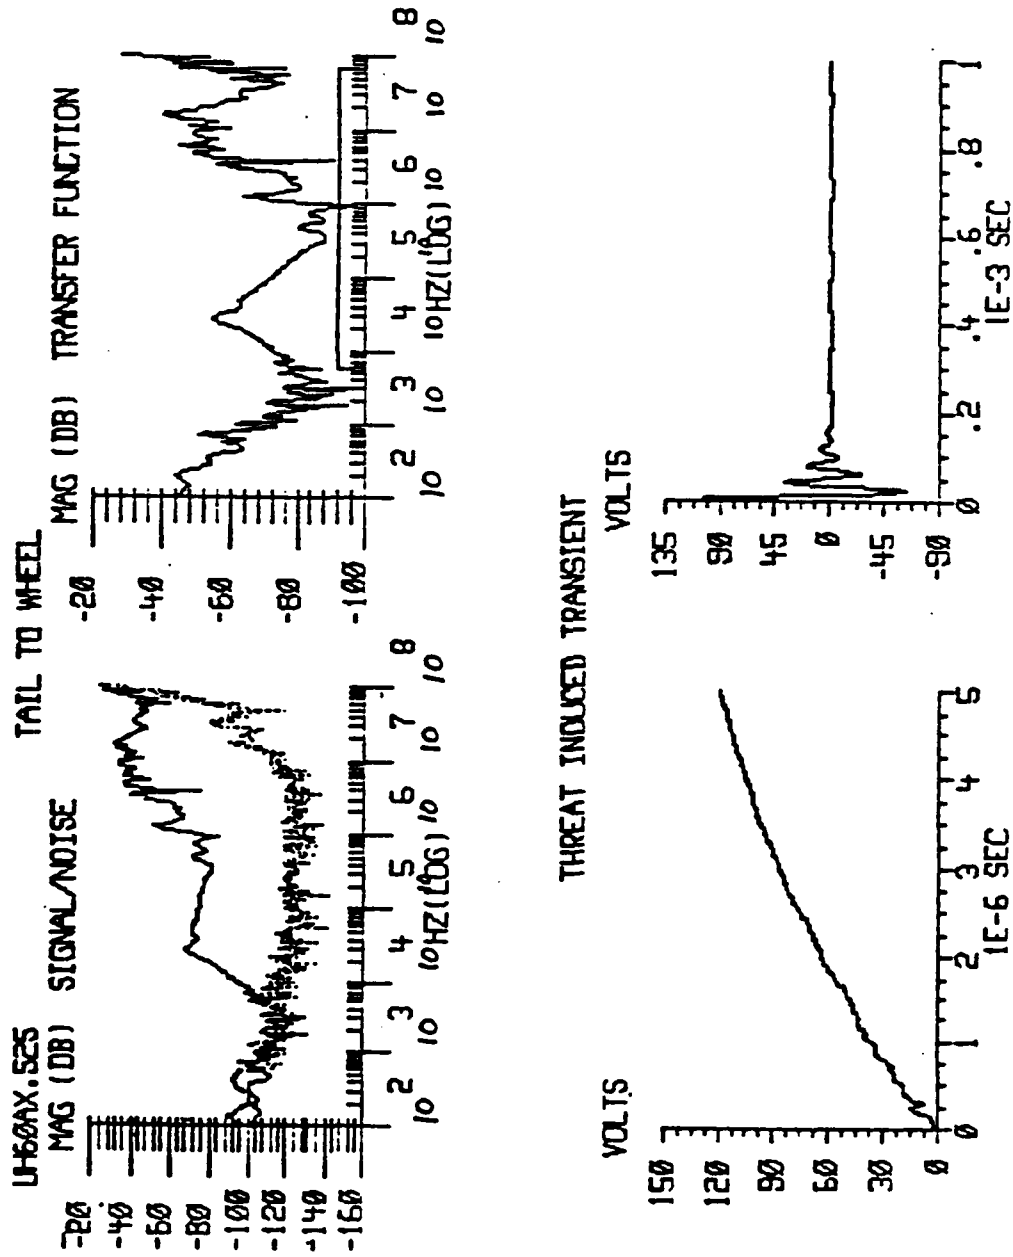 UH60AX.525
TAIL TO WHEEL
MAG (DB) SIGNAL/NOISE
-20
-40
-60
-80
-100
-120
-140
-160
10 2 10 3 10 4 10 5 10 6 10 7 10 8
HZ(LOG)
MAG (DB) TRANSFER FUNCTION
-20
-40
-60
-80
-100
10 2 10 3 10 4 10 5 10 6 10 7 10 8
HZ(LOG)
THREAT INDUCED TRANSIENT
VOLTS
150
120
90
60
30
0
0 1 2 3 4 5
1E-6 SEC
VOLTS
135
90
45
0
-45
-90
0 .2 .4 .6 .8 1
1E-3 SEC